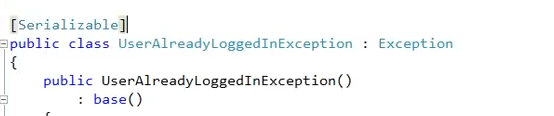 [Serializable]
public class UserAlreadyLoggedInException : Exception
{
public UserAlreadyLoggedInException()
: base()
{